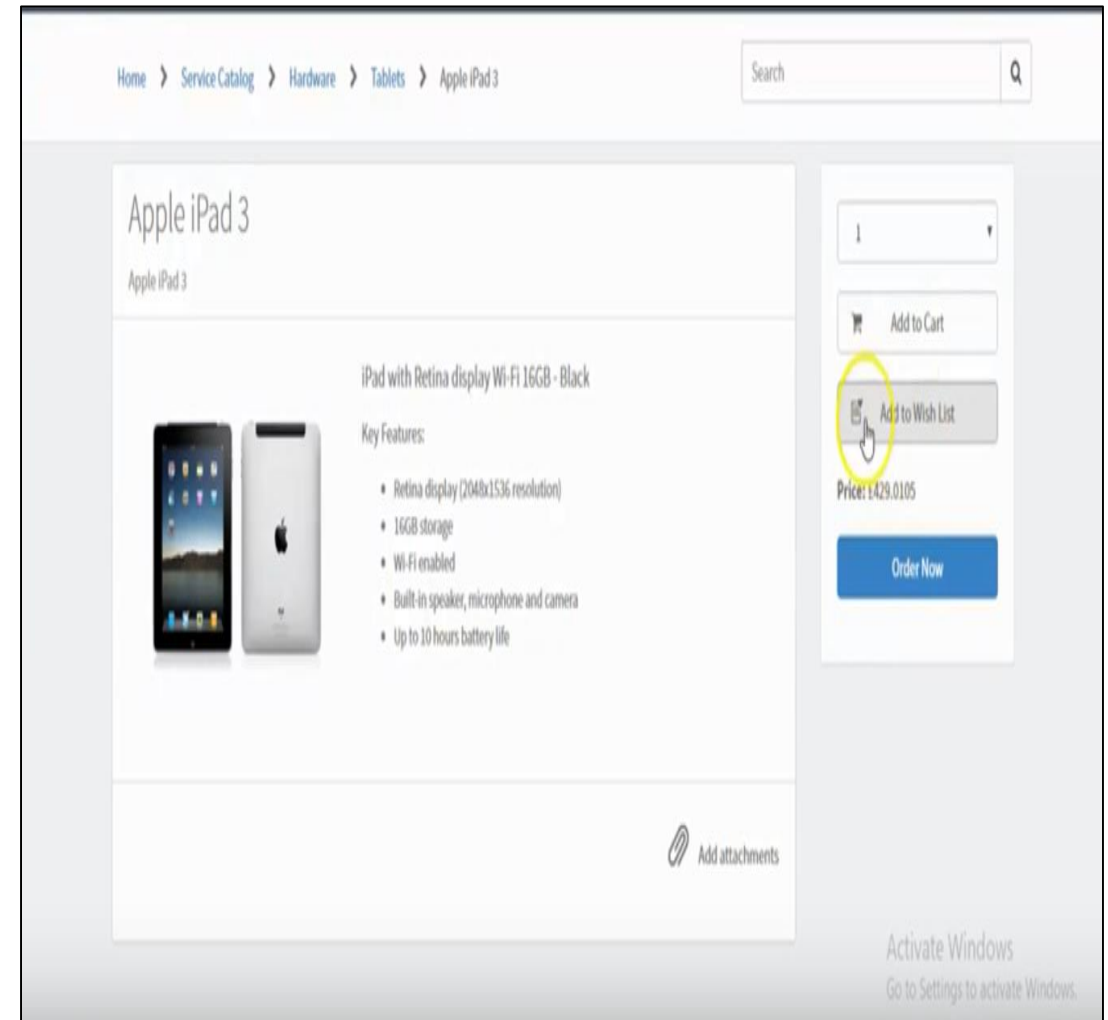 Home > Service Catalog > Hardware > Tablets > Apple iPad 3
Search
Apple iPad 3
Apple iPad 3
iPad with Retina display Wi-Fi 16GB - Black
Key Features:
• Retina display (2048x1536 resolution)
• 16GB storage
• Wi-Fi enabled
• Built-in speaker, microphone and camera
• Up to 10 hours battery life
Add attachments
1
Add to Cart
Add to Wish List
Price: £429.0105
Order Now
Activate Windows
Go to Settings to activate Windows.